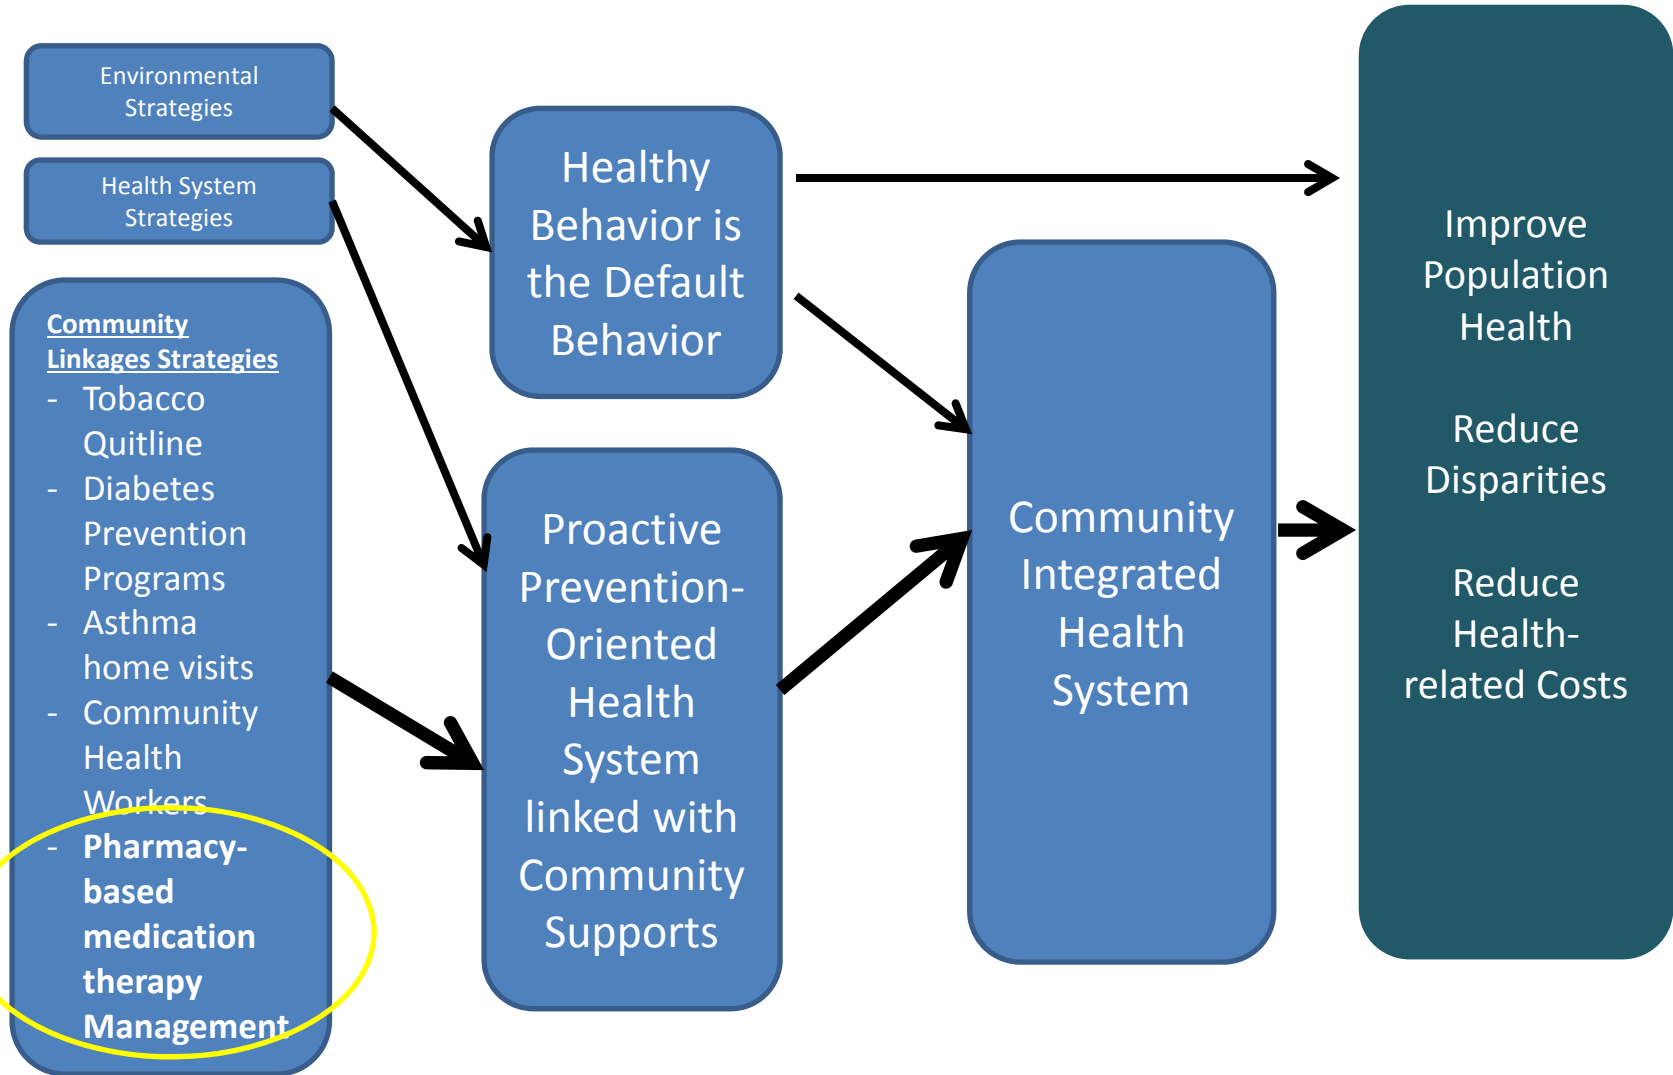 Environmental
Strategies
Health System
Strategies
Community
Linkages Strategies
- Tobacco
Quitline
- Diabetes
Prevention
Programs
- Asthma
home visits
- Community
Health
Workers
- Pharmacy-
based
medication
therapy
Management
Healthy
Behavior is
the Default
Behavior
Proactive
Prevention-
Oriented
Health
System
linked with
Community
Supports
Community
Integrated
Health
System
Improve
Population
Health
Reduce
Disparities
Reduce
Health-
related Costs